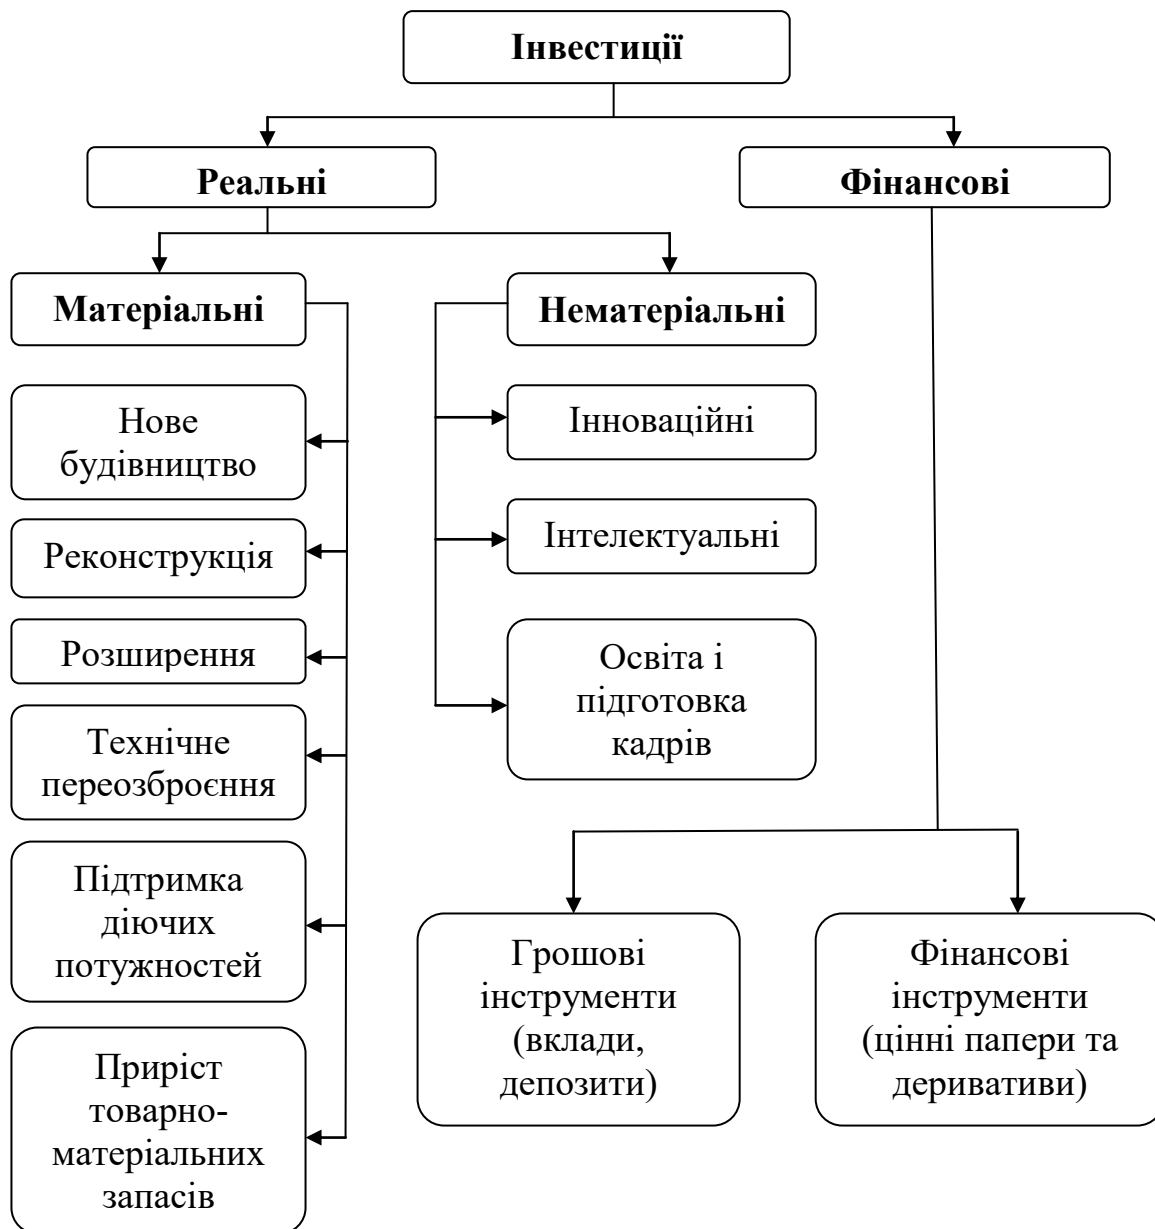 Інвестиції
Реальні
Фінансові
Матеріальні
Нематеріальні
Нове
будівництво
Реконструкція
Розширення
Технічне
переозброєння
Підтримка
діючих
потужностей
Приріст
товарно-
матеріальних
запасів
Інноваційні
Інтелектуальні
Освіта і
підготовка
кадрів
Грошові
інструменти
(вклади,
депозити)
Фінансові
інструменти
(цінні папери та
деривативи)